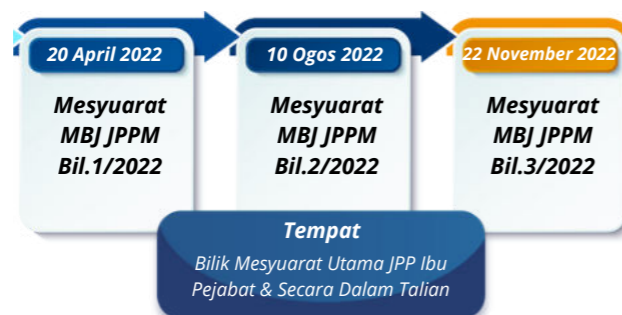 20 April 2022
Mesyuarat
MBJ JPPM
Bil.1/2022
10 Ogos 2022
Mesyuarat
MBJ JPPM
Bil.2/2022
22 November 2022
Mesyuarat
MBJ JPPM
Bil.3/2022
Tempat
Bilik Mesyuarat Utama JPP Ibu
Pejabat & Secara Dalam Talian